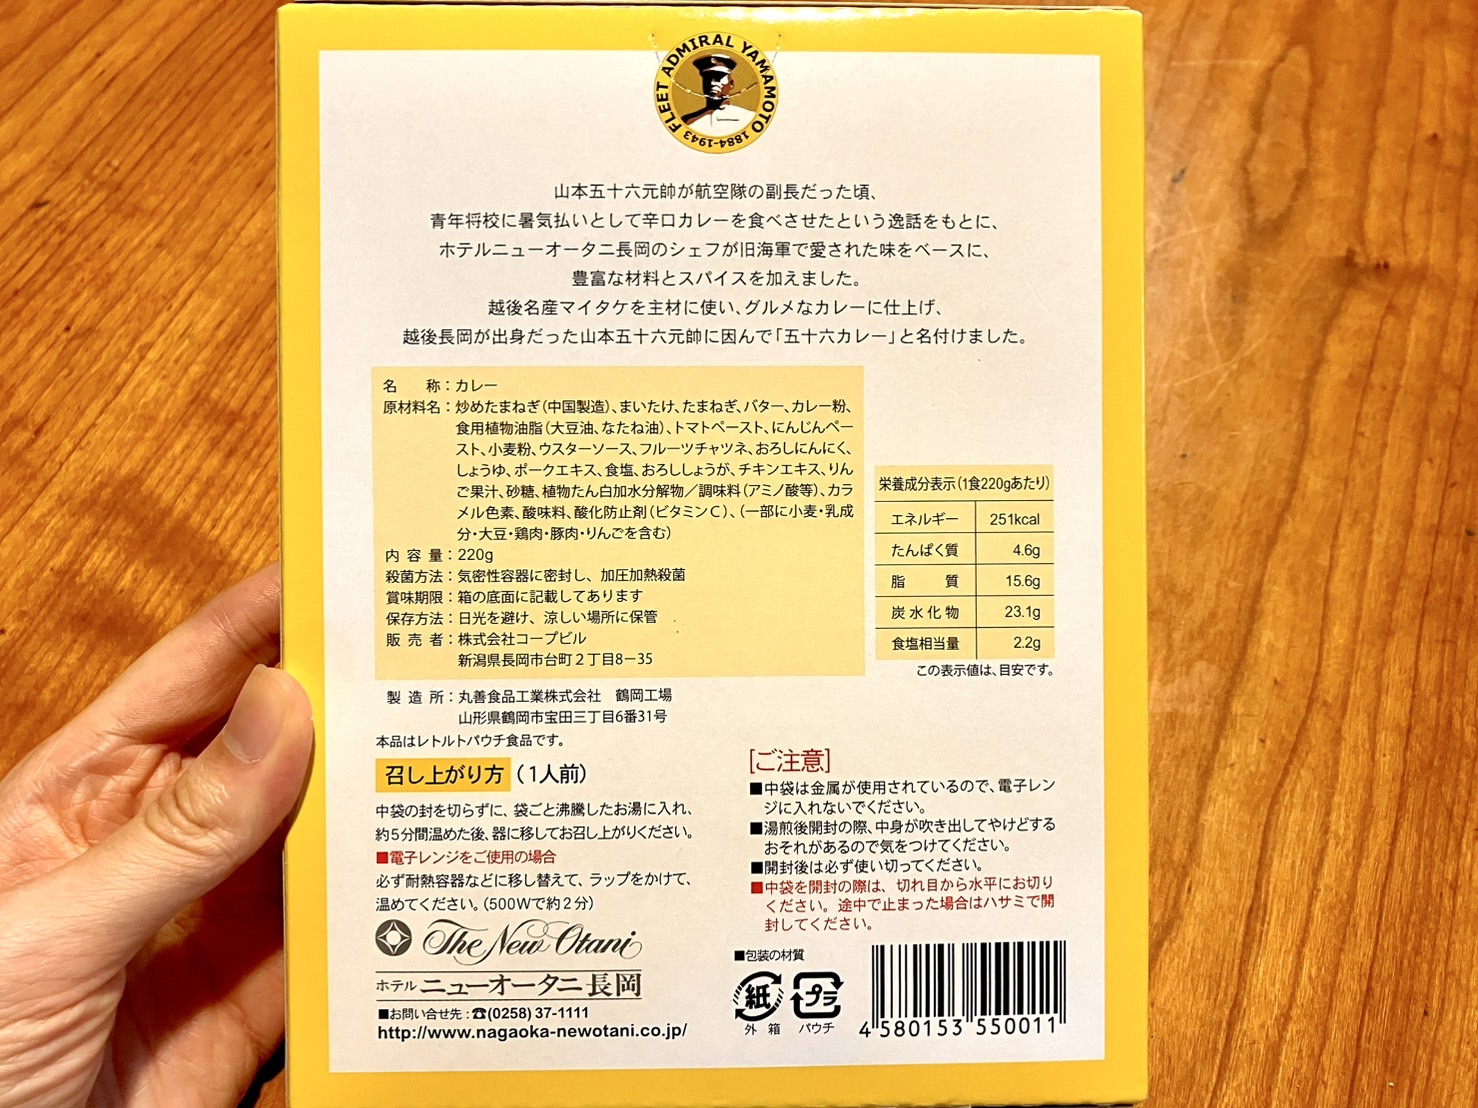 FLEET ADMIRAL YAMAMOTO 1884-1943
山本五十六元帥が航空隊の副長だった頃、
青年将校に暑気払いとして辛口カレーを食べさせたという逸話をもとに、
ホテルニューオータニ長岡のシェフが旧海軍で愛された味をベースに、
豊富な材料とスパイスを加えました。
越後名産マイタケを主材に使い、グルメなカレーに仕上げ、
越後長岡が出身だった山本五十六元帥に因んで「五十六カレー」と名付けました。
名 称：カレー
原材料名：炒めたまねぎ（中国製造）、まいたけ、たまねぎ、バター、カレー粉、
食用植物油脂（大豆油、なたね油）、トマトペースト、にんじんペー
スト、小麦粉、ウスターソース、フルーツチャツネ、おろしにんにく、
しょうゆ、ポークエキス、食塩、おろししょうが、チキンエキス、りん
ご果汁、砂糖、植物たん白加水分解物／調味料（アミノ酸等）、カラ
メル色素、酸味料、酸化防止剤（ビタミンC）、（一部に小麦・乳成
分・大豆・鶏肉・豚肉・りんごを含む）
内容量：220g
殺菌方法：気密性容器に密封し、加圧加熱殺菌
賞味期限：箱の底面に記載してあります
保存方法：日光を避け、涼しい場所に保管
販売者：株式会社コープビル
新潟県長岡市台町２丁目8－35
製造所：丸善食品工業株式会社 鶴岡工場
山形県鶴岡市宝田三丁目6番31号
本品はレトルトパウチ食品です。
栄養成分表示（1食220gあたり）
エネルギー 251kcal
たんぱく質 4.6g
脂質 15.6g
炭水化物 23.1g
食塩相当量 2.2g
この表示値は、目安です。
召し上がり方（1人前）
中袋の封を切らずに、袋ごと沸騰したお湯に入れ、
約5分間温めた後、器に移してお召し上がりください。
■電子レンジをご使用の場合
必ず耐熱容器などに移し替えて、ラップをかけて、
温めてください。（500Wで約2分）
The New Otani
ホテル ニューオータニ長岡
■お問い合せ先：☎(0258) 37-1111
http://www.nagaoka-newotani.co.jp/
［ご注意］
■中袋は金属が使用されているので、電子レン
ジに入れないでください。
■湯煎後開封の際、中身が吹き出してやけどする
おそれがあるので気をつけてください。
■開封後は必ず使い切ってください。
■中袋を開封の際は、切れ目から水平にお切り
ください。途中で止まった場合はハサミで開
封してください。
■包装の材質
紙 プラ
外箱 パウチ
4 580153 550011